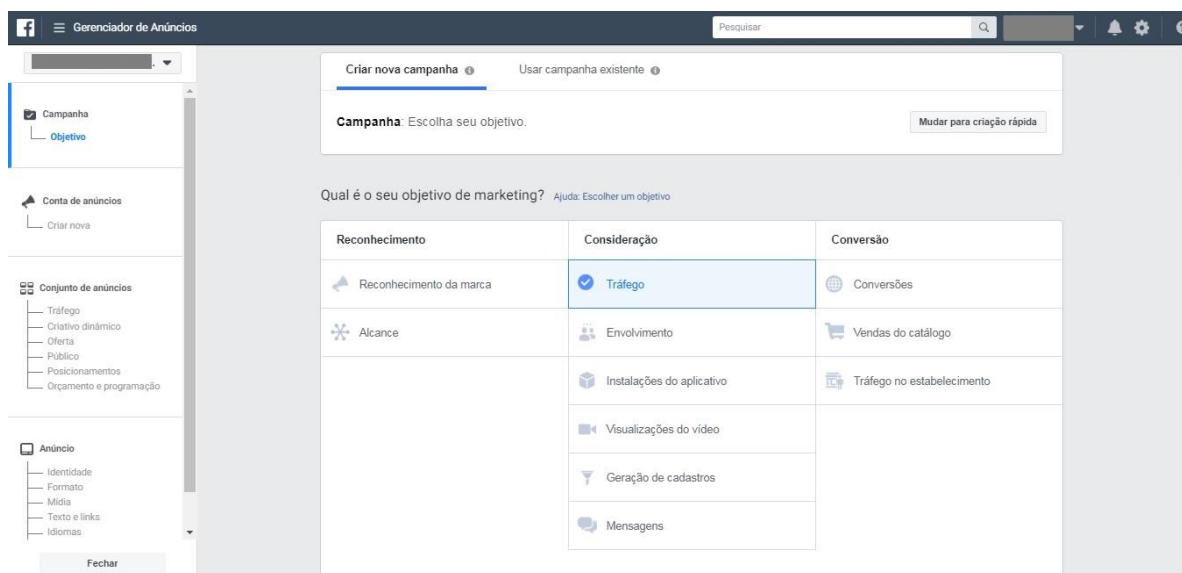 Gerenciador de Anúncios
Pesquisar
Campanha
Objetivo
Conta de anúncios
Criar nova
Conjunto de anúncios
Tráfego
Criativo dinâmico
Oferta
Público
Posicionamentos
Orçamento e programação
Anúncio
Identidade
Formato
Mídia
Texto e links
Idiomas
Fechar
Criar nova campanha
Usar campanha existente
Campanha: Escolha seu objetivo.
Mudar para criação rápida
Qual é o seu objetivo de marketing? Ajuda: Escolher um objetivo
Reconhecimento
Consideração
Conversão
Reconhecimento da marca
Tráfego
Conversões
Alcance
Envolvimento
Vendas do catálogo
Instalações do aplicativo
Tráfego no estabelecimento
Visualizações do vídeo
Geração de cadastros
Mensagens